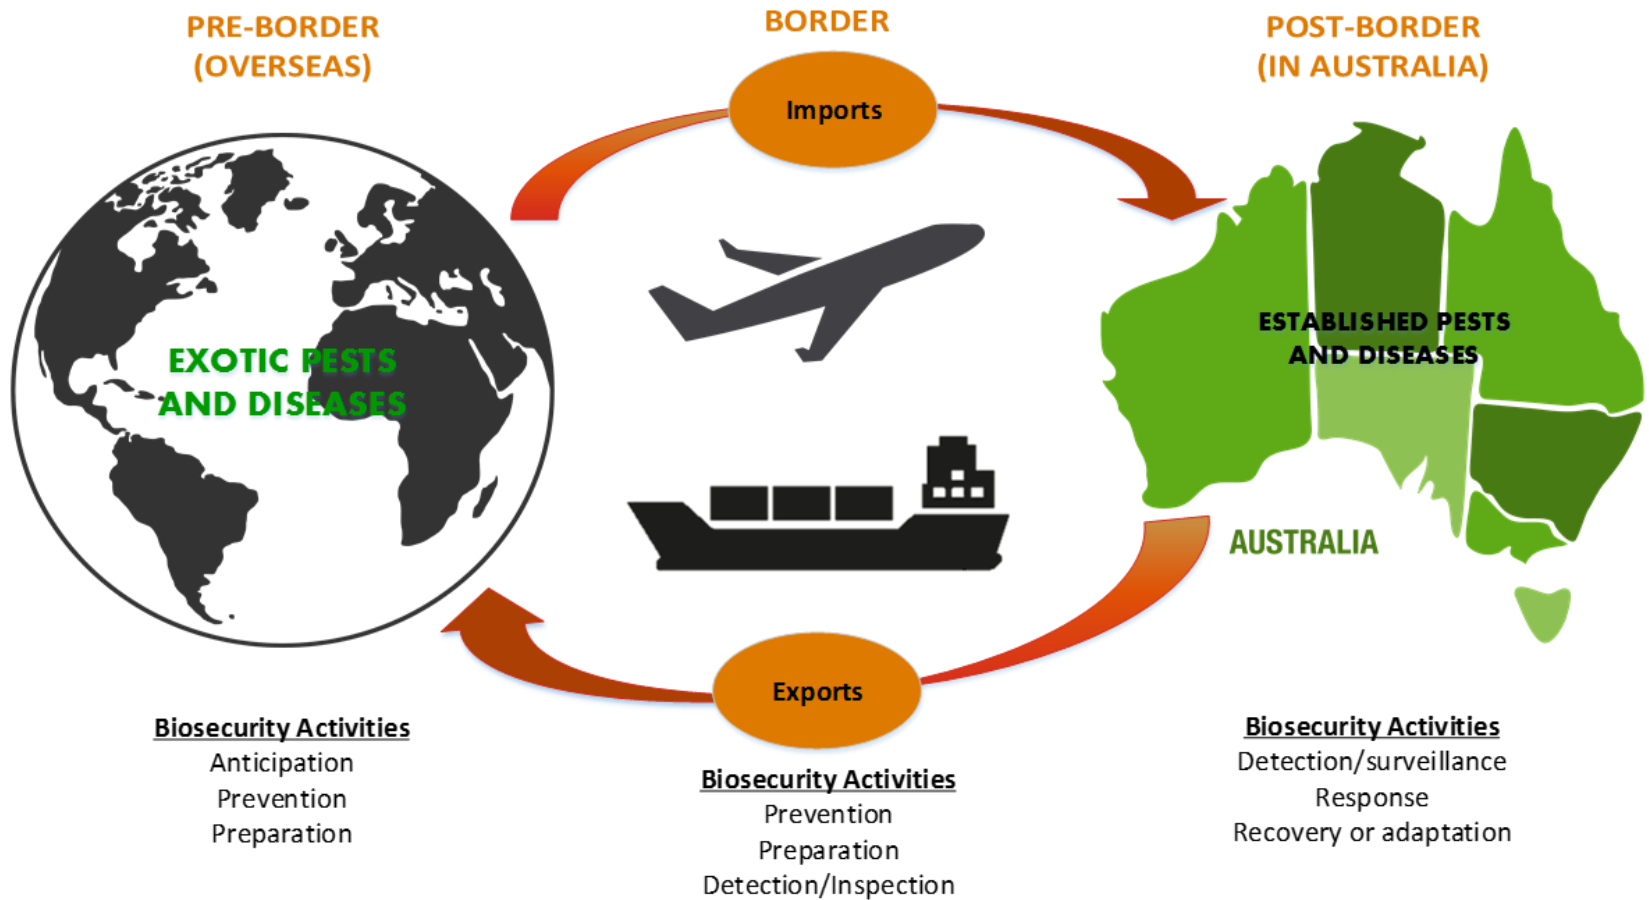 PRE-BORDER
(OVERSEAS)
BORDER
POST-BORDER
(IN AUSTRALIA)
Imports
EXOTIC PESTS
AND DISEASES
ESTABLISHED PESTS
AND DISEASES
AUSTRALIA
Exports
Biosecurity Activities
Anticipation
Prevention
Preparation
Biosecurity Activities
Prevention
Preparation
Detection/Inspection
Biosecurity Activities
Detection/surveillance
Response
Recovery or adaptation